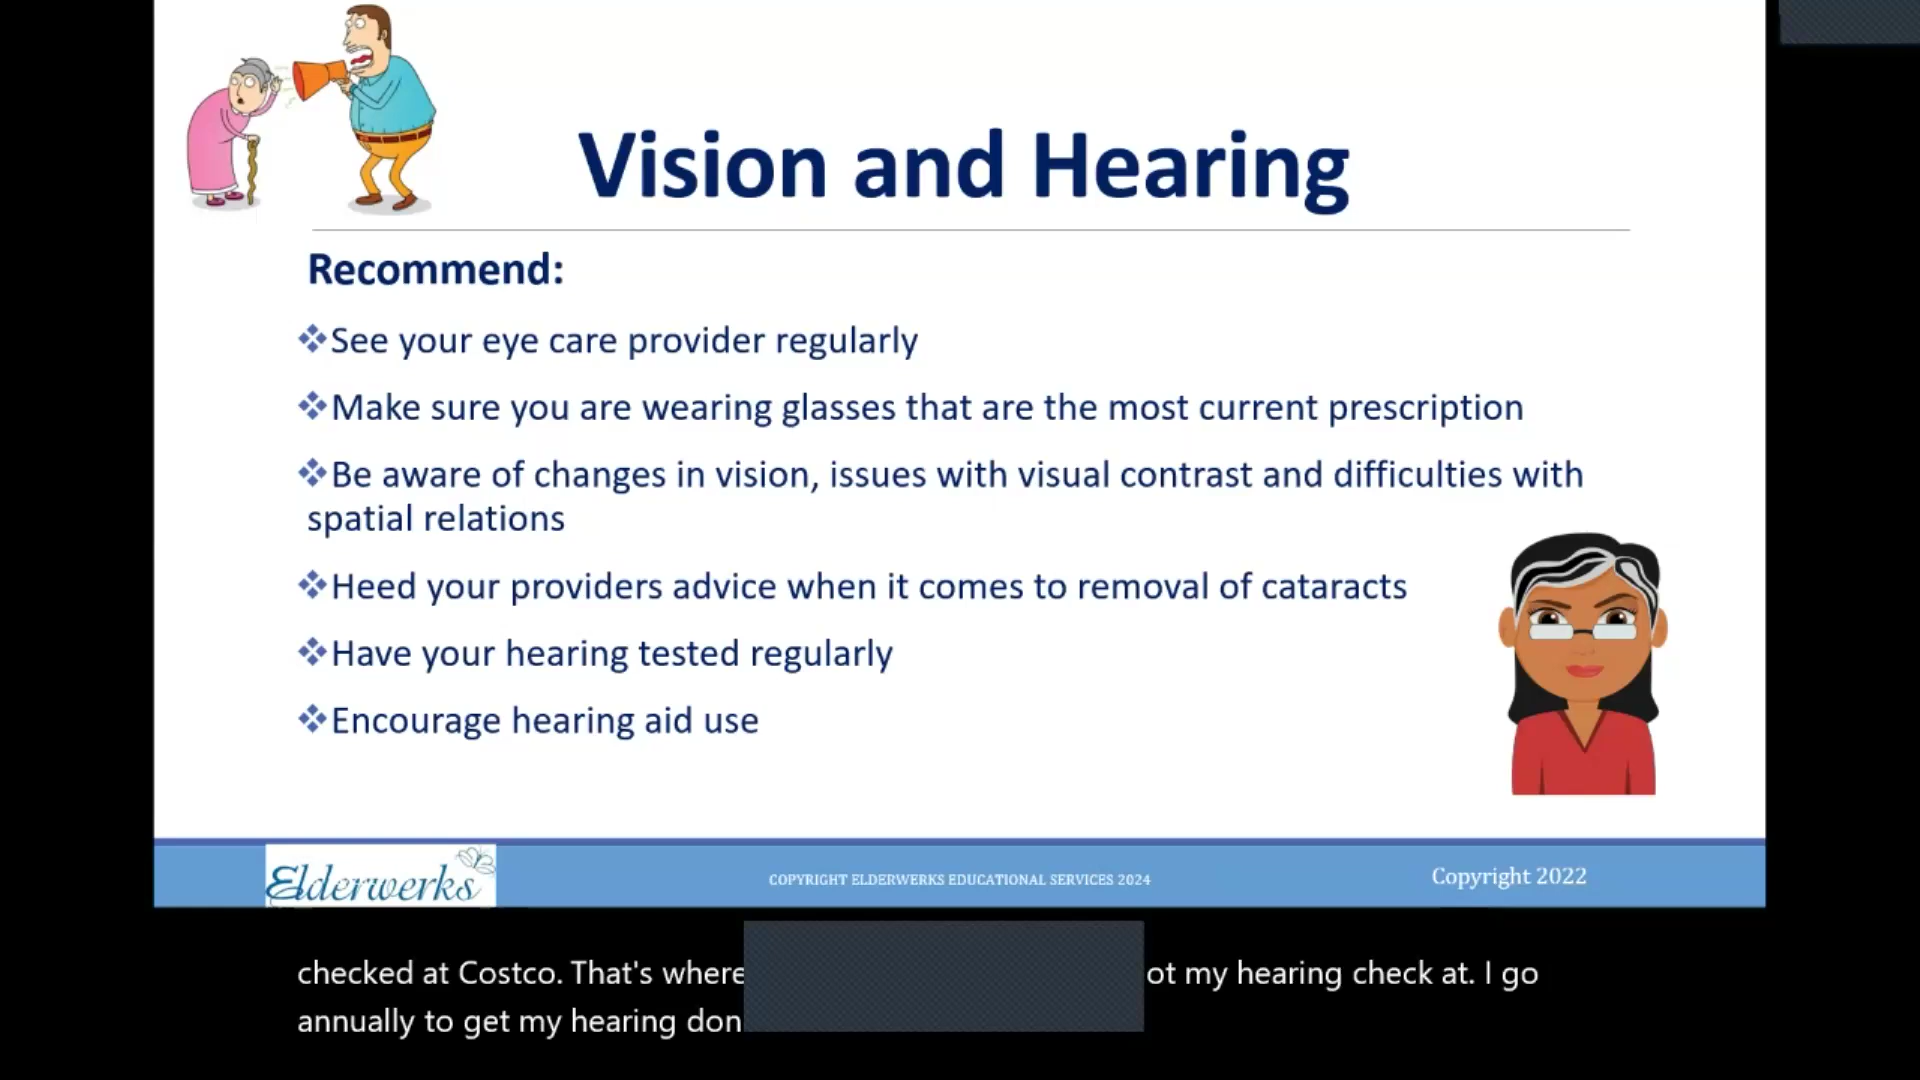 Vision and Hearing
Recommend:
❖See your eye care provider regularly
❖Make sure you are wearing glasses that are the most current prescription
❖Be aware of changes in vision, issues with visual contrast and difficulties with
spatial relations
❖Heed your providers advice when it comes to removal of cataracts
❖Have your hearing tested regularly
❖Encourage hearing aid use
Elderwerks
COPYRIGHT ELDERWERKS EDUCATIONAL SERVICES 2024
Copyright 2022
checked at Costco. That's where my hearing check at. I go
annually to get my hearing